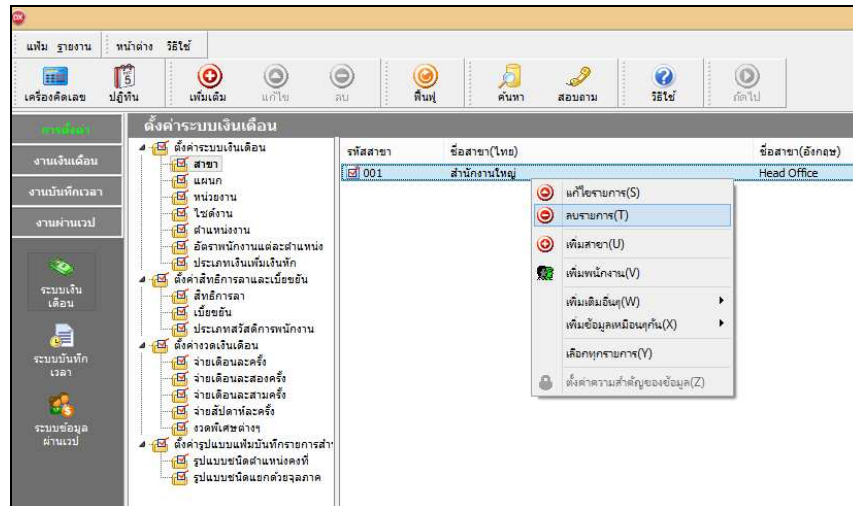 แฟ้ม รายงาน หน้าต่าง วิธีใช้
เครื่องคิดเลข ปฏิทิน เพิ่มเติม แก้ไข ลบ ฟื้นฟู ค้นหา สอบถาม วิธีใช้ ถัดไป
การตั้งค่า
งานเงินเดือน
งานบันทึกเวลา
งานผ่านเวป
ระบบเงินเดือน
ระบบบันทึกเวลา
ระบบข้อมูลผ่านเวป
ตั้งค่าระบบเงินเดือน
ตั้งค่าระบบเงินเดือน
สาขา
แผนก
หน่วยงาน
ไซด์งาน
ตำแหน่งงาน
อัตราพนักงานแต่ละตำแหน่ง
ประเภทเงินเพิ่มเงินหัก
ตั้งค่าสิทธิการลาและเบี้ยขยัน
สิทธิการลา
เบี้ยขยัน
ประเภทสวัสดิการพนักงาน
ตั้งค่างวดเงินเดือน
จ่ายเดือนละครั้ง
จ่ายเดือนละสองครั้ง
จ่ายเดือนละสามครั้ง
จ่ายสัปดาห์ละครั้ง
งวดพิเศษต่างๆ
ตั้งค่ารูปแบบแฟ้มบันทึกรายการสำ
รูปแบบชนิดตำแหน่งคงที่
รูปแบบชนิดแยกด้วยจุลภาค
รหัสสาขา ชื่อสาขา(ไทย) ชื่อสาขา(อังกฤษ)
001 สำนักงานใหญ่ Head Office
แก้ไขรายการ(S)
ลบรายการ(T)
เพิ่มสาขา(U)
เพิ่มพนักงาน(V)
เพิ่มเติมอื่นๆ(W)
เพิ่มข้อมูลเหมือนๆกัน(X)
เลือกทุกรายการ(Y)
ตั้งค่าความสำคัญของข้อมูล(Z)